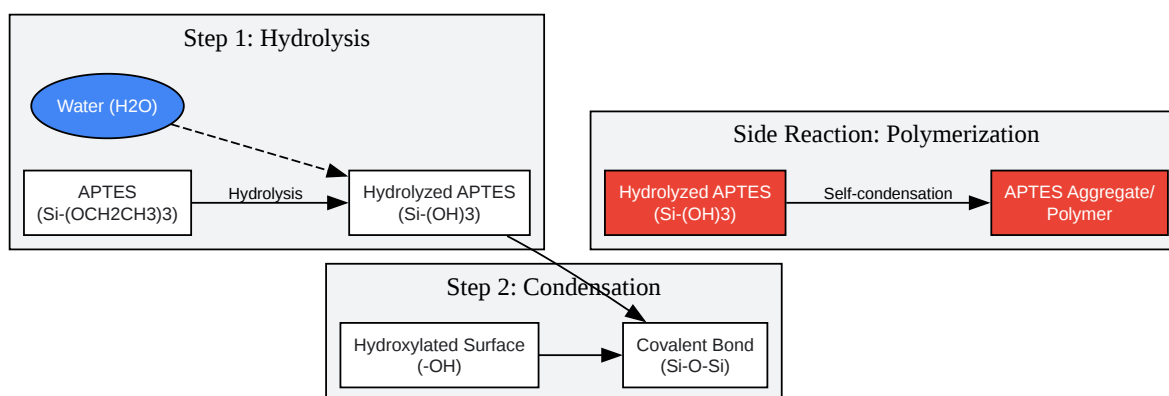 Step 1: Hydrolysis
Water (H2O)
APTES
(Si-(OCH2CH3)3)
Hydrolysis
Hydrolyzed APTES
(Si-(OH)3)
Side Reaction: Polymerization
Hydrolyzed APTES
(Si-(OH)3)
Self-condensation
APTES Aggregate/
Polymer
Step 2: Condensation
Hydroxylated Surface
(-OH)
Covalent Bond
(Si-O-Si)